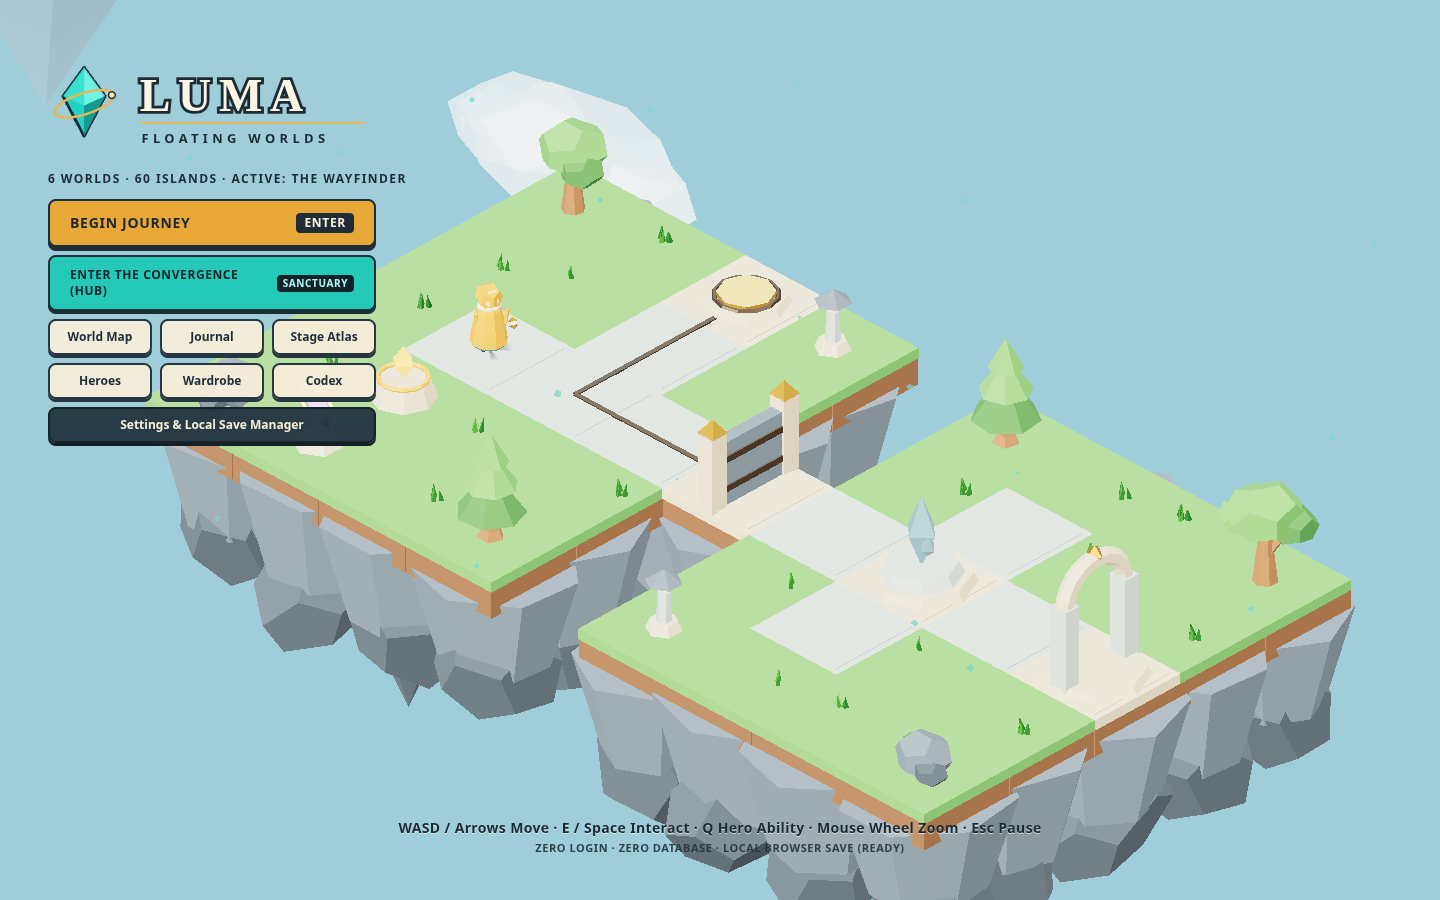 LUMA
FLOATING WORLDS
6 WORLDS · 60 ISLANDS · ACTIVE: THE WAYFINDER
BEGIN JOURNEY ENTER
ENTER THE CONVERGENCE
(HUB)
SANCTUARY
World Map Journal Stage Atlas
Heroes Wardrobe Codex
Settings & Local Save Manager
WASD / Arrows Move · E / Space Interact · Q Hero Ability · Mouse Wheel Zoom · Esc Pause
ZERO LOGIN · ZERO DATABASE · LOCAL BROWSER SAVE (READY)